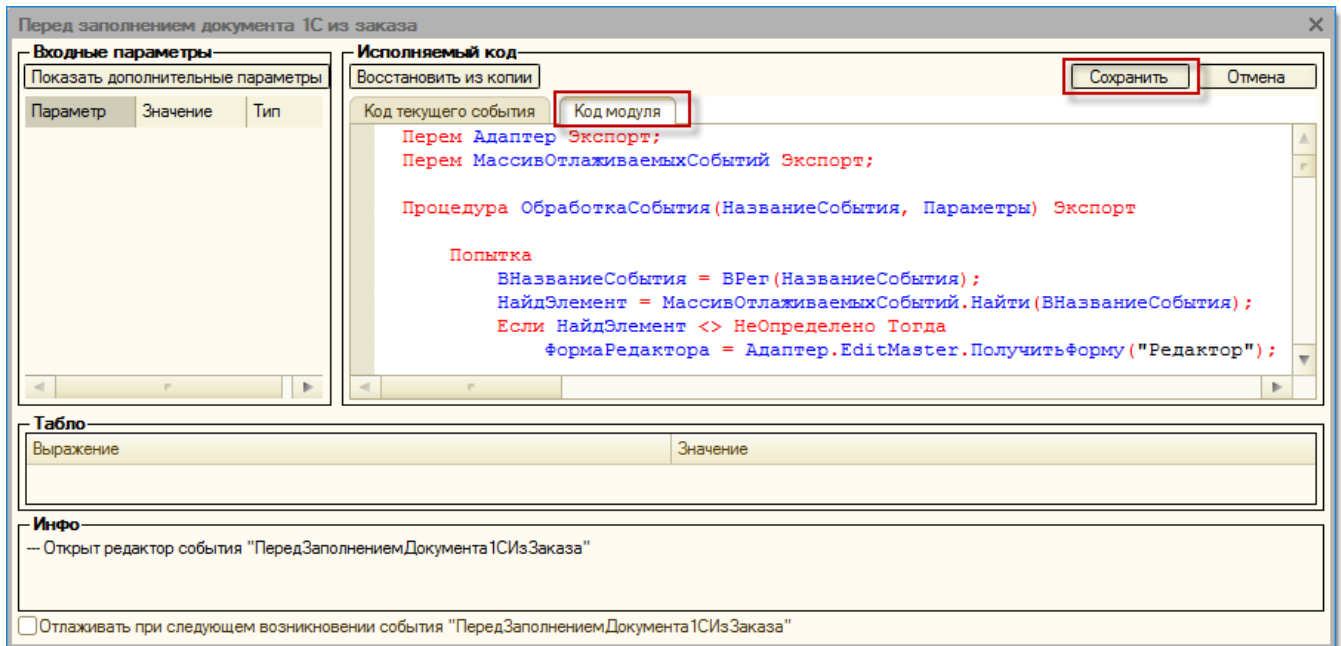 Перед заполнением документа 1С из заказа
Входные параметры
Показать дополнительные параметры
Параметр Значение Тип
Исполняемый код
Восстановить из копии Сохранить Отмена
Код текущего события Код модуля
Перем Адаптер Экспорт;
Перем МассивОтлаживаемыхСобытий Экспорт;
Процедура ОбработкаСобытия(НазваниеСобытия, Параметры) Экспорт
Попытка
ВНазваниеСобытия = ВРег(НазваниеСобытия);
НайдЭлемент = МассивОтлаживаемыхСобытий.Найти(ВНазваниеСобытия);
Если НайдЭлемент <> НеОпределено Тогда
ФормаРедактора = Адаптер.EditMaster.ПолучитьФорму("Редактор");
Табло
Выражение Значение
Инфо
--- Открыт редактор события "ПередЗаполнениемДокумента1СИзЗаказа"
Отлаживать при следующем возникновении события "ПередЗаполнениемДокумента1СИзЗаказа"